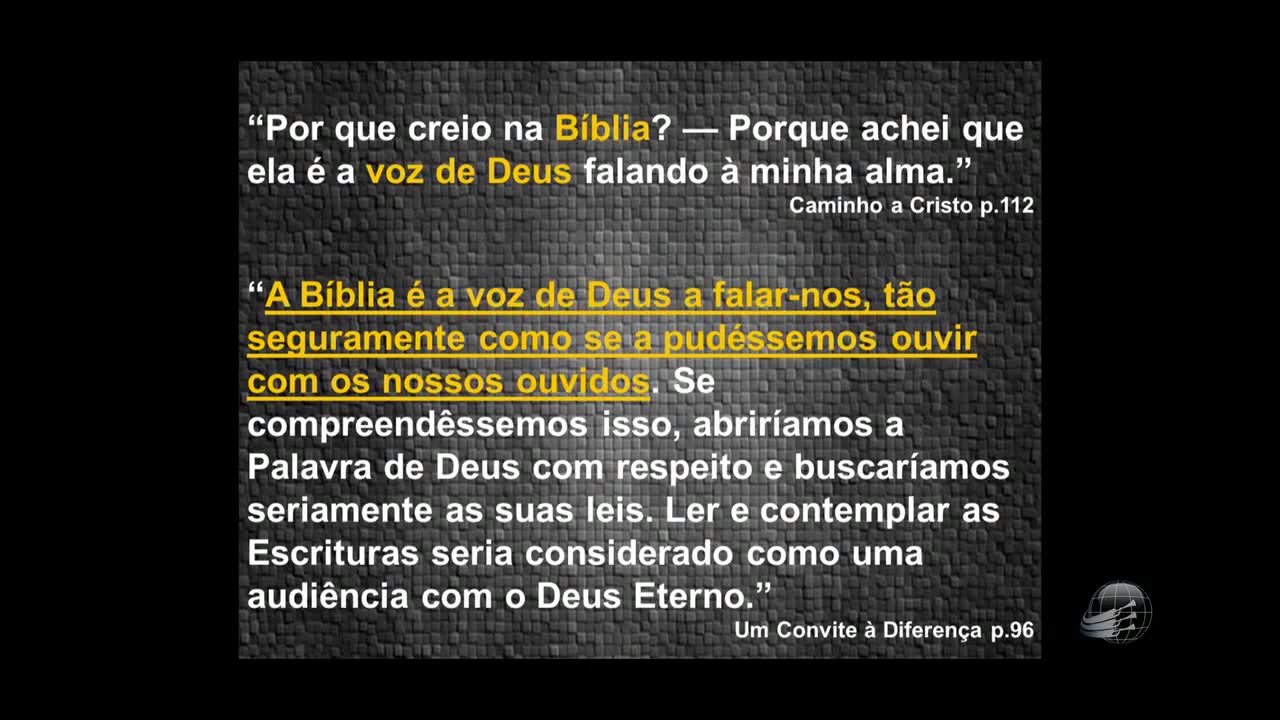 “Por que creio na Bíblia? — Porque achei que
ela é a voz de Deus falando à minha alma.”
Caminho a Cristo p.112
“A Bíblia é a voz de Deus a falar-nos, tão
seguramente como se a pudéssemos ouvir
com os nossos ouvidos. Se
compreendêssemos isso, abriríamos a
Palavra de Deus com respeito e buscaríamos
seriamente as suas leis. Ler e contemplar as
Escrituras seria considerado como uma
audiência com o Deus Eterno.”
Um Convite à Diferença p.96